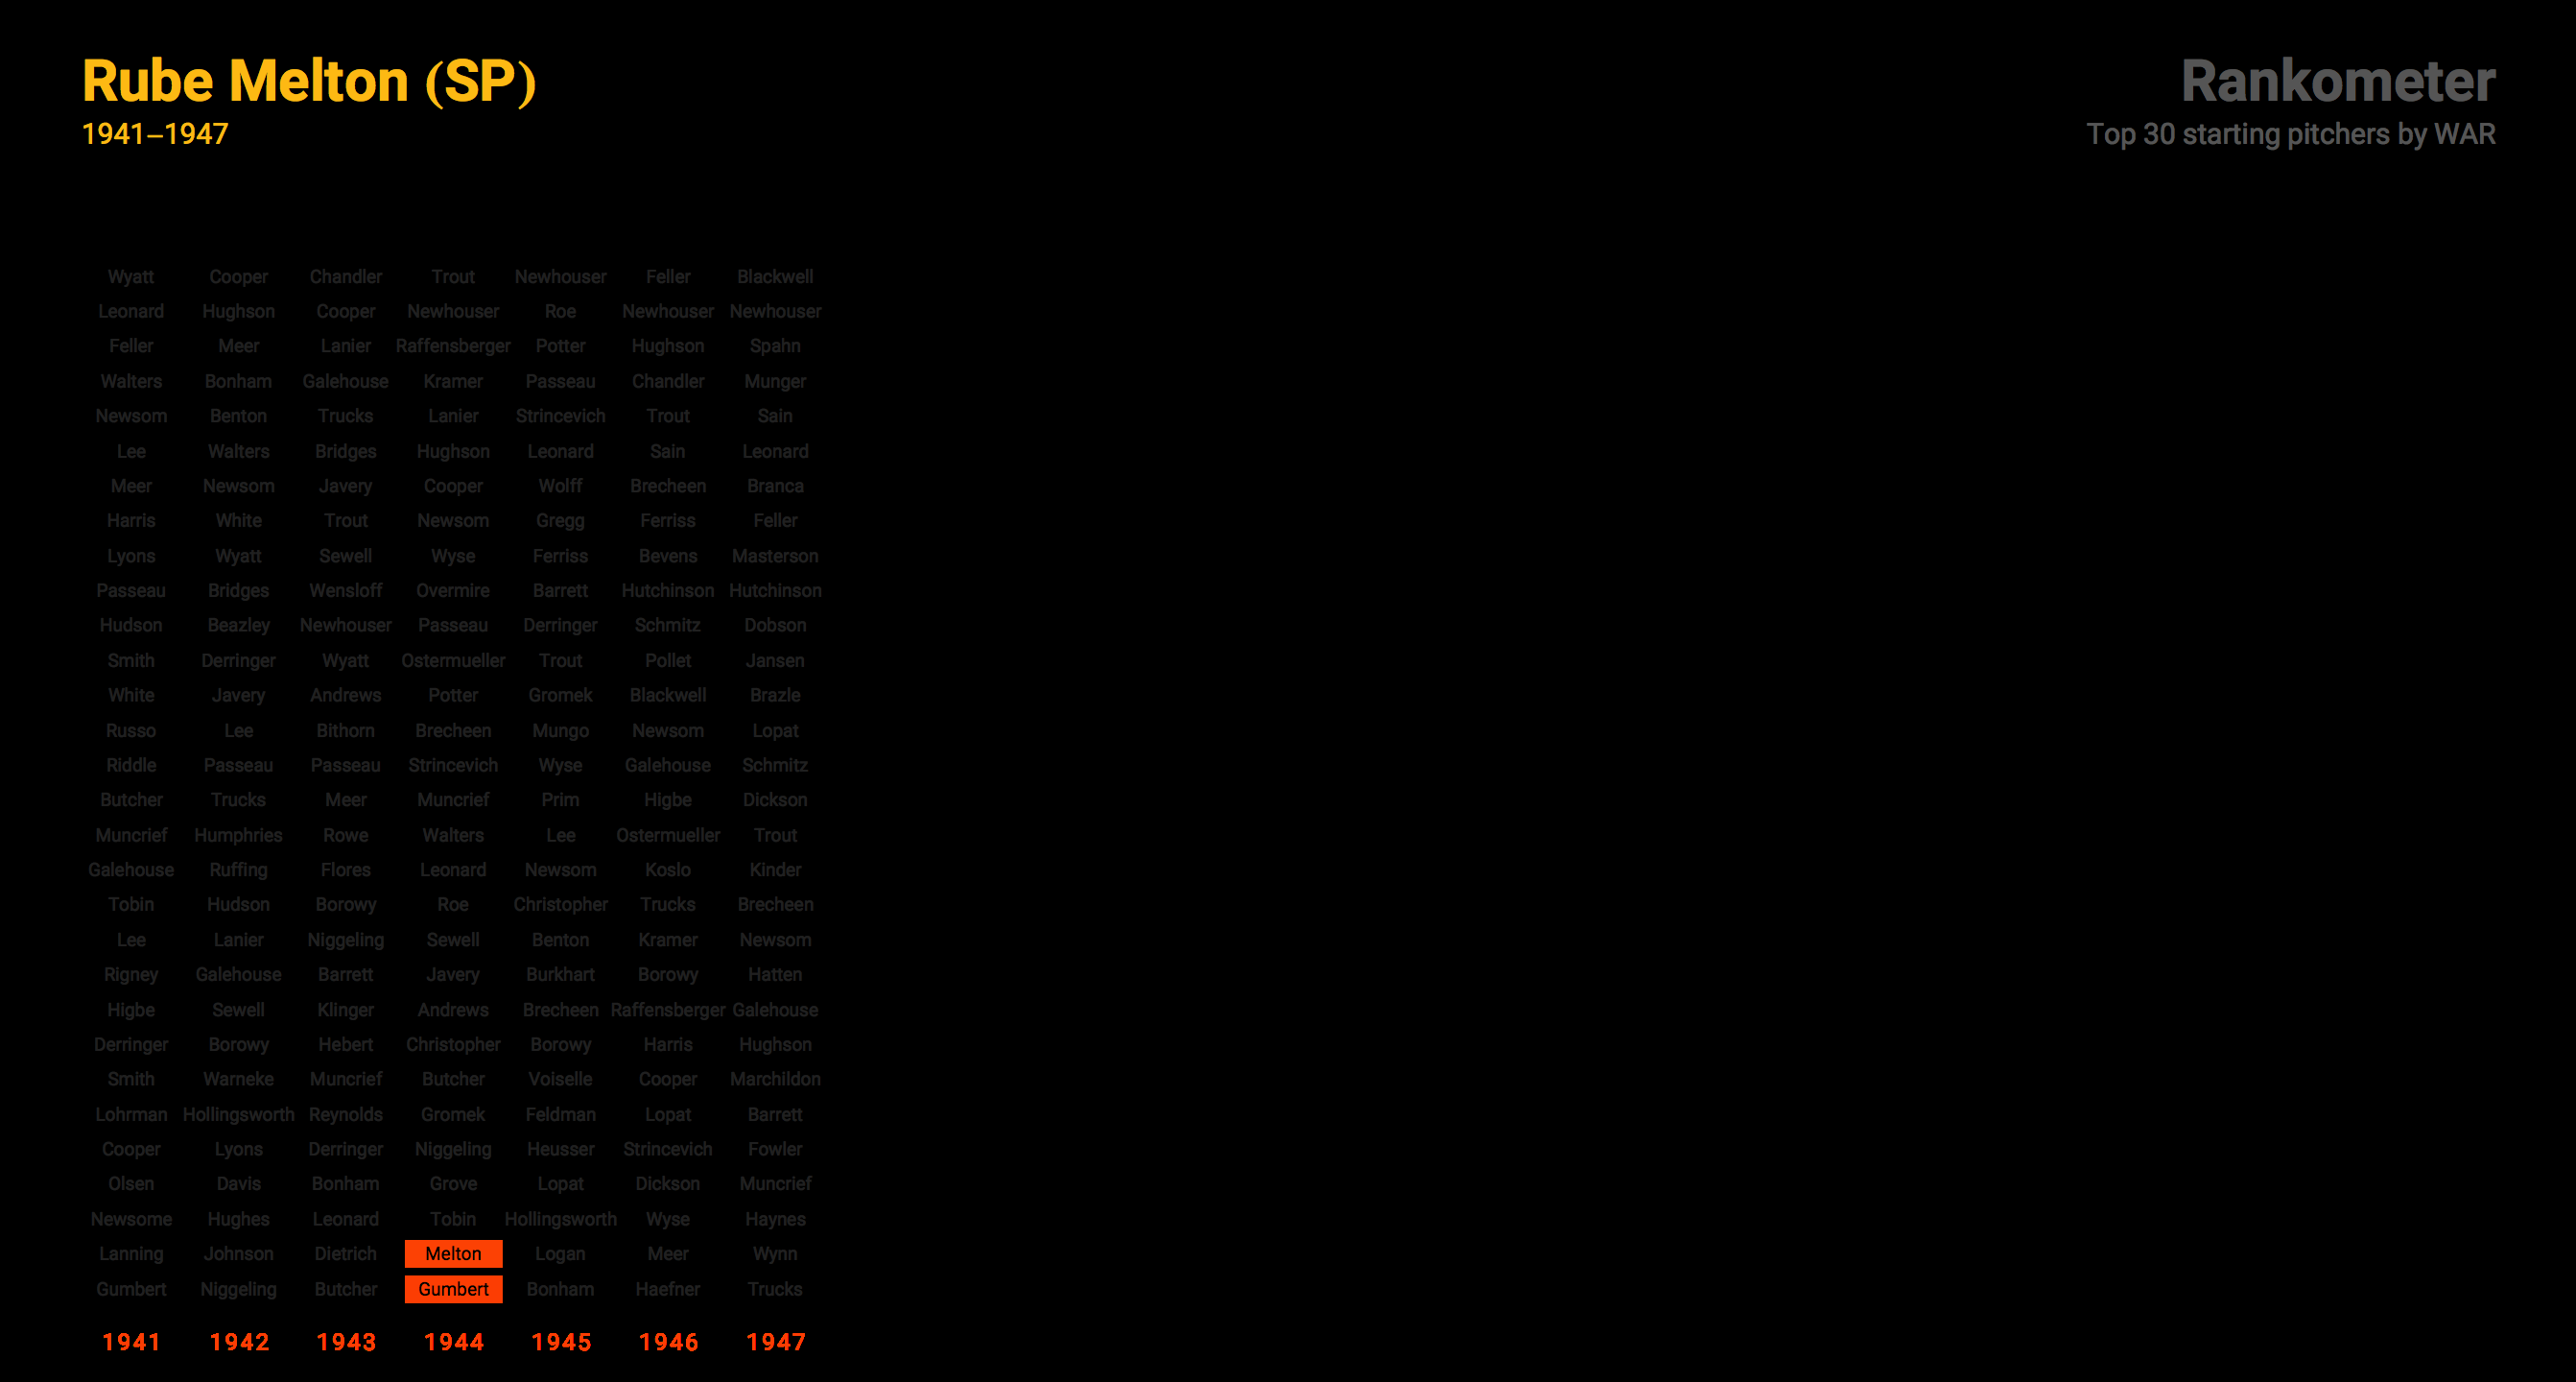 Rube Melton (SP)
1941–1947
Rankometer
Top 30 starting pitchers by WAR
Wyatt Cooper Chandler Trout Newhouser Feller Blackwell
Leonard Hughson Cooper Newhouser Roe Newhouser Newhouser
Feller Meer Lanier Raffensberger Potter Hughson Spahn
Walters Bonham Galehouse Kramer Passeau Chandler Munger
Newsom Benton Trucks Lanier Strincevich Trout Sain
Lee Walters Bridges Hughson Leonard Sain Leonard
Meer Newsom Javery Cooper Wolff Brecheen Branca
Harris White Trout Newsom Gregg Ferriss Feller
Lyons Wyatt Sewell Wyse Ferriss Bevens Masterson
Passeau Bridges Wensloff Overmire Barrett Hutchinson Hutchinson
Hudson Beazley Newhouser Passeau Derringer Schmitz Dobson
Smith Derringer Wyatt Ostermueller Trout Pollet Jansen
White Javery Andrews Potter Gromek Blackwell Brazle
Russo Lee Bithorn Brecheen Mungo Newsom Lopat
Riddle Passeau Passeau Strincevich Wyse Galehouse Schmitz
Butcher Trucks Meer Muncrief Prim Higbe Dickson
Muncrief Humphries Rowe Walters Lee Ostermueller Trout
Galehouse Ruffing Flores Leonard Newsom Koslo Kinder
Tobin Hudson Borowy Roe Christopher Trucks Brecheen
Lee Lanier Niggeling Sewell Benton Kramer Newsom
Rigney Galehouse Barrett Javery Burkhart Borowy Hatten
Higbe Sewell Klinger Andrews Brecheen Raffensberger Galehouse
Derringer Borowy Hebert Christopher Borowy Harris Hughson
Smith Warneke Muncrief Butcher Voiselle Cooper Marchildon
Lohrman Hollingsworth Reynolds Gromek Feldman Lopat Barrett
Cooper Lyons Derringer Niggeling Heusser Strincevich Fowler
Olsen Davis Bonham Grove Lopat Dickson Muncrief
Newsome Hughes Leonard Tobin Hollingsworth Wyse Haynes
Lanning Johnson Dietrich Melton Logan Meer Wynn
Gumbert Niggeling Butcher Gumbert Bonham Haefner Trucks
1941 1942 1943 1944 1945 1946 1947